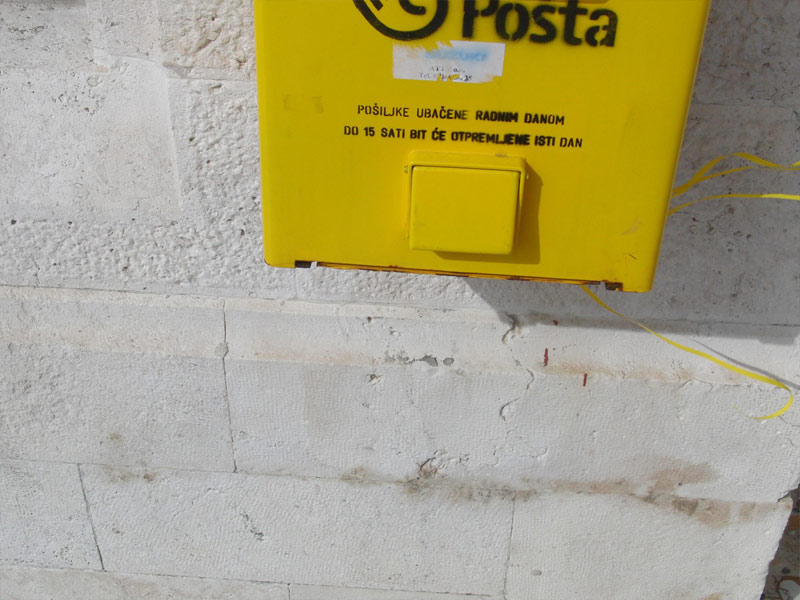 Posta
POŠILJKE UBAČENE RADNIM DANOM
DO 15 SATI BIT ĆE OTPREMLJENE ISTI DAN